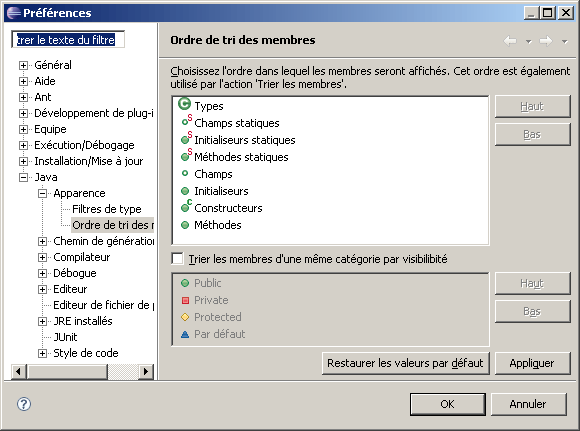 Préférences
trer le texte du filtre
Général
Aide
Ant
Développement de plug-i
Equipe
Exécution/Débogage
Installation/Mise à jour
Java
Apparence
Filtres de type
Ordre de tri des m
Chemin de génération
Compilateur
Débogue
Editeur
Editeur de fichier de p
JRE installés
JUnit
Style de code
Ordre de tri des membres
Choisissez l'ordre dans lequel les membres seront affichés. Cet ordre est également
utilisé par l'action 'Trier les membres'.
Types
Champs statiques
Initialiseurs statiques
Méthodes statiques
Champs
Initialiseurs
Constructeurs
Méthodes
Haut
Bas
Trier les membres d'une même catégorie par visibilibité
Public
Private
Protected
Par défaut
Haut
Bas
Restaurer les valeurs par défaut
Appliquer
OK
Annuler